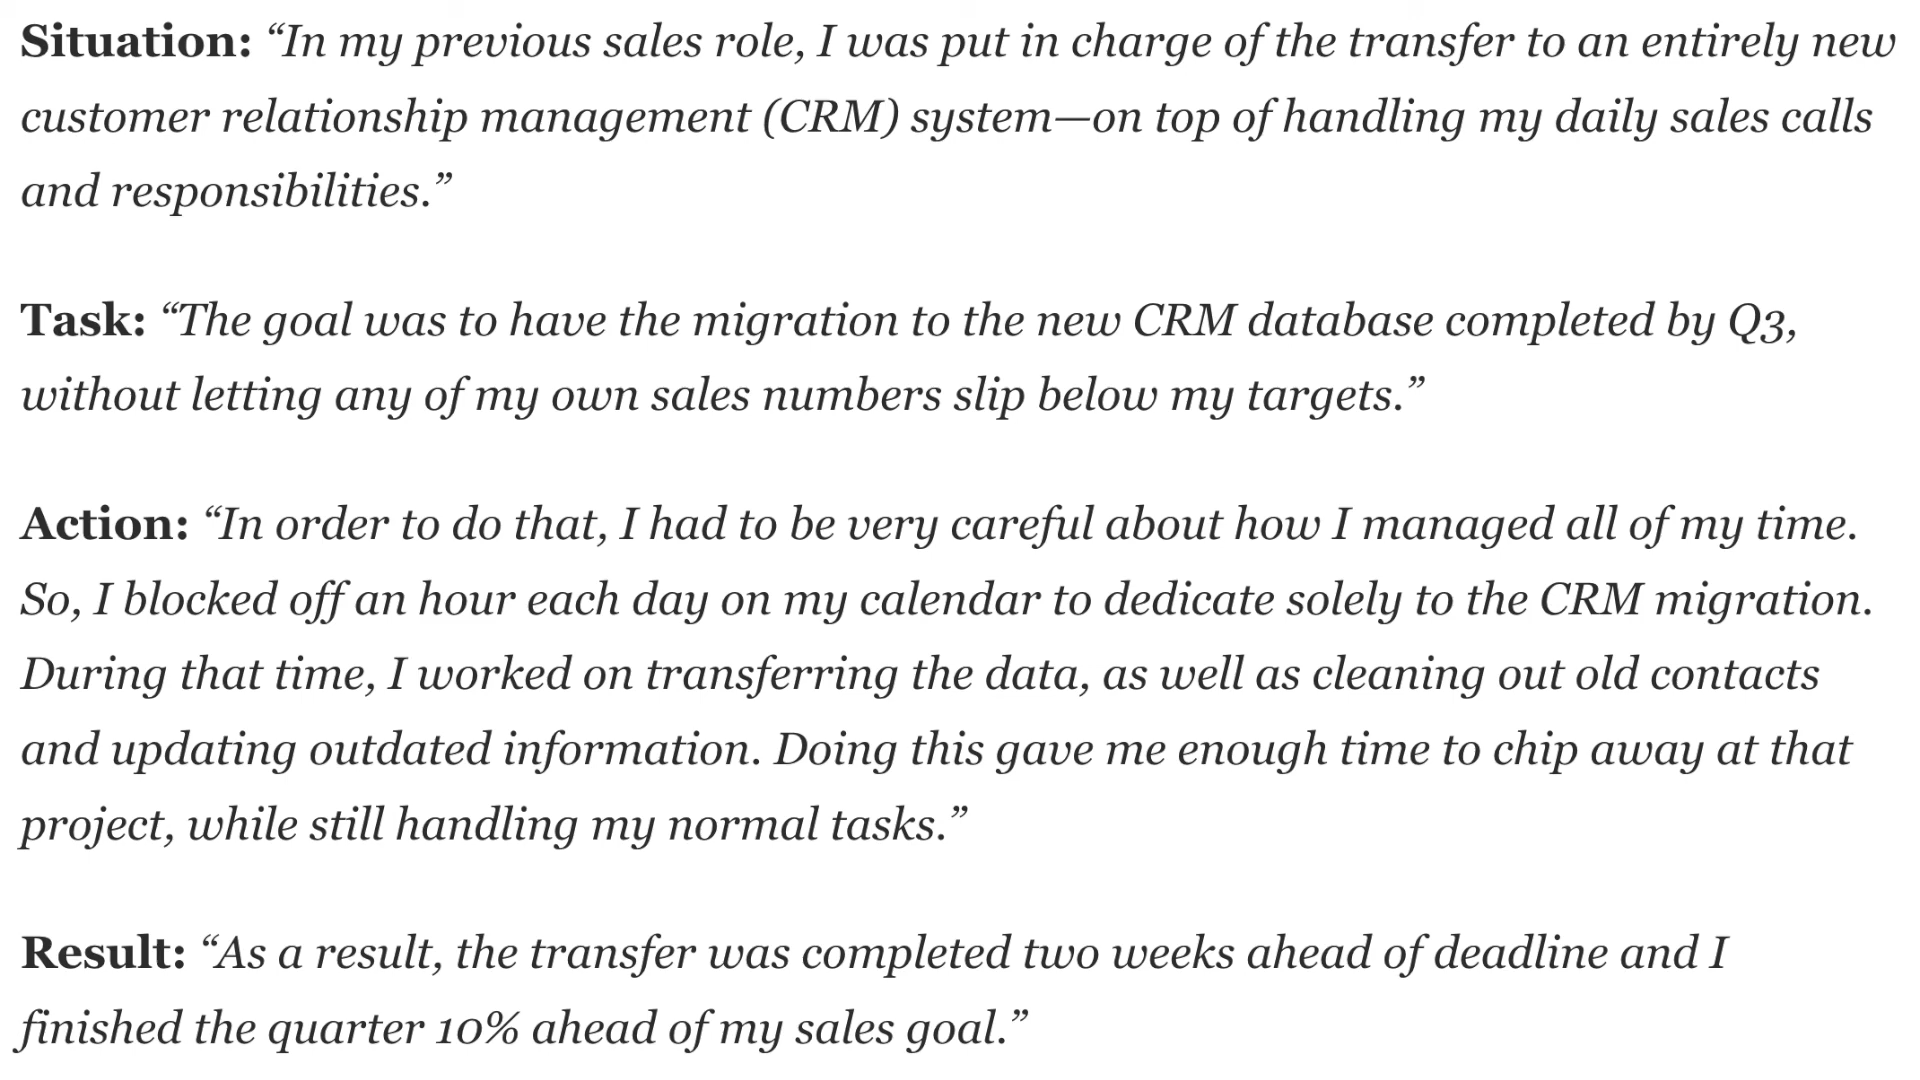 Situation: “In my previous sales role, I was put in charge of the transfer to an entirely new
customer relationship management (CRM) system—on top of handling my daily sales calls
and responsibilities.”
Task: “The goal was to have the migration to the new CRM database completed by Q3,
without letting any of my own sales numbers slip below my targets.”
Action: “In order to do that, I had to be very careful about how I managed all of my time.
So, I blocked off an hour each day on my calendar to dedicate solely to the CRM migration.
During that time, I worked on transferring the data, as well as cleaning out old contacts
and updating outdated information. Doing this gave me enough time to chip away at that
project, while still handling my normal tasks.”
Result: “As a result, the transfer was completed two weeks ahead of deadline and I
finished the quarter 10% ahead of my sales goal.”